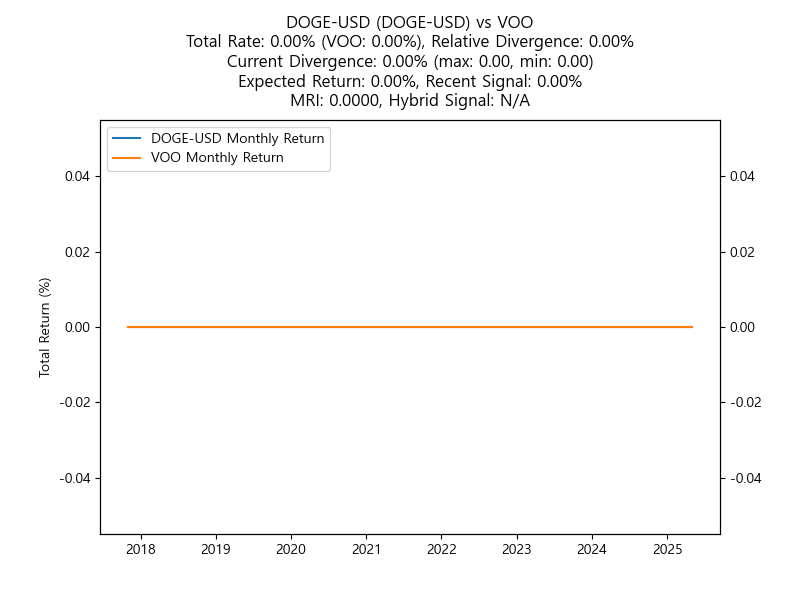 DOGE-USD (DOGE-USD) vs VOO
Total Rate: 0.00% (VOO: 0.00%), Relative Divergence: 0.00%
Current Divergence: 0.00% (max: 0.00, min: 0.00)
Expected Return: 0.00%, Recent Signal: 0.00%
MRI: 0.0000, Hybrid Signal: N/A
DOGE-USD Monthly Return
VOO Monthly Return
Total Return (%)
0.04
0.02
0.00
-0.02
-0.04
0.04
0.02
0.00
-0.02
-0.04
2018 2019 2020 2021 2022 2023 2024 2025